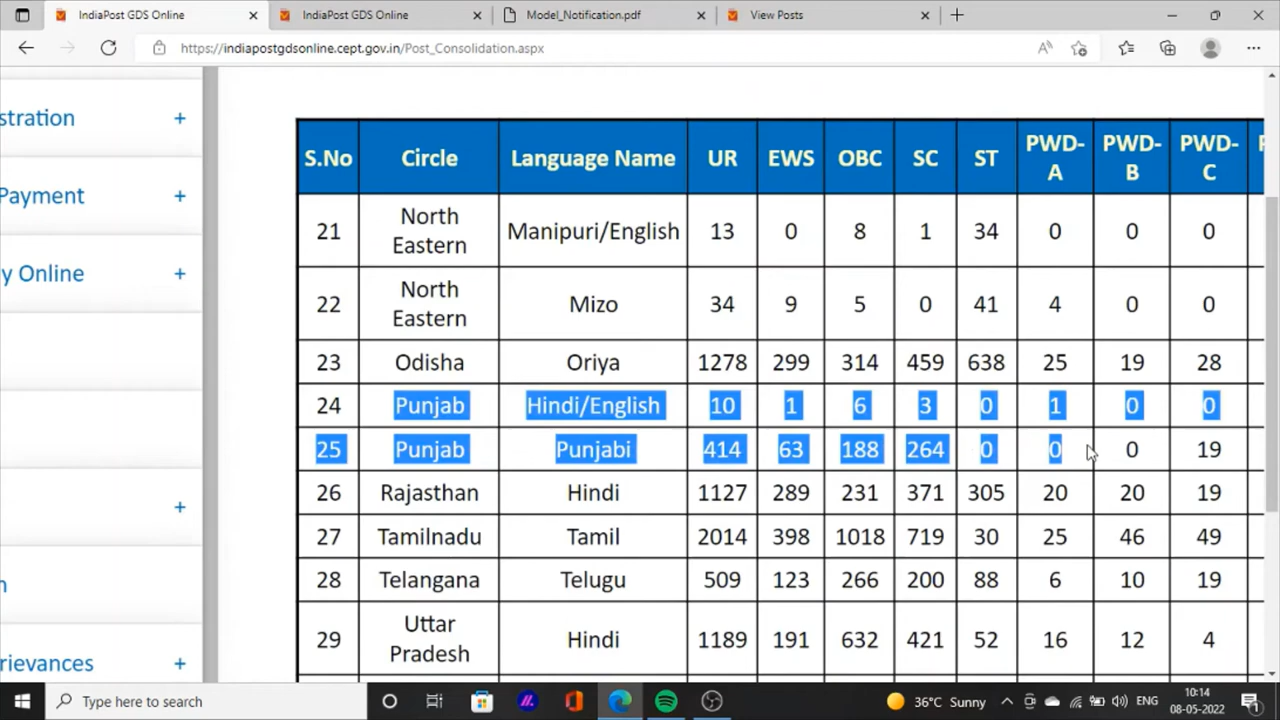 IndiaPost GDS Online
IndiaPost GDS Online
Model_Notification.pdf
View Posts
https://indiapostgdsonline.cept.gov.in/Post_Consolidation.aspx
stration +
Payment +
y Online +
+
rievances +
S.No Circle Language Name UR EWS OBC SC ST PWD-A PWD-B PWD-C
21 North Eastern Manipuri/English 13 0 8 1 34 0 0 0
22 North Eastern Mizo 34 9 5 0 41 4 0 0
23 Odisha Oriya 1278 299 314 459 638 25 19 28
24 Punjab Hindi/English 10 1 6 3 0 1 0 0
25 Punjab Punjabi 414 63 188 264 0 0 0 19
26 Rajasthan Hindi 1127 289 231 371 305 20 20 19
27 Tamilnadu Tamil 2014 398 1018 719 30 25 46 49
28 Telangana Telugu 509 123 266 200 88 6 10 19
29 Uttar Pradesh Hindi 1189 191 632 421 52 16 12 4
Type here to search
36°C Sunny
ENG
10:14
08-05-2022